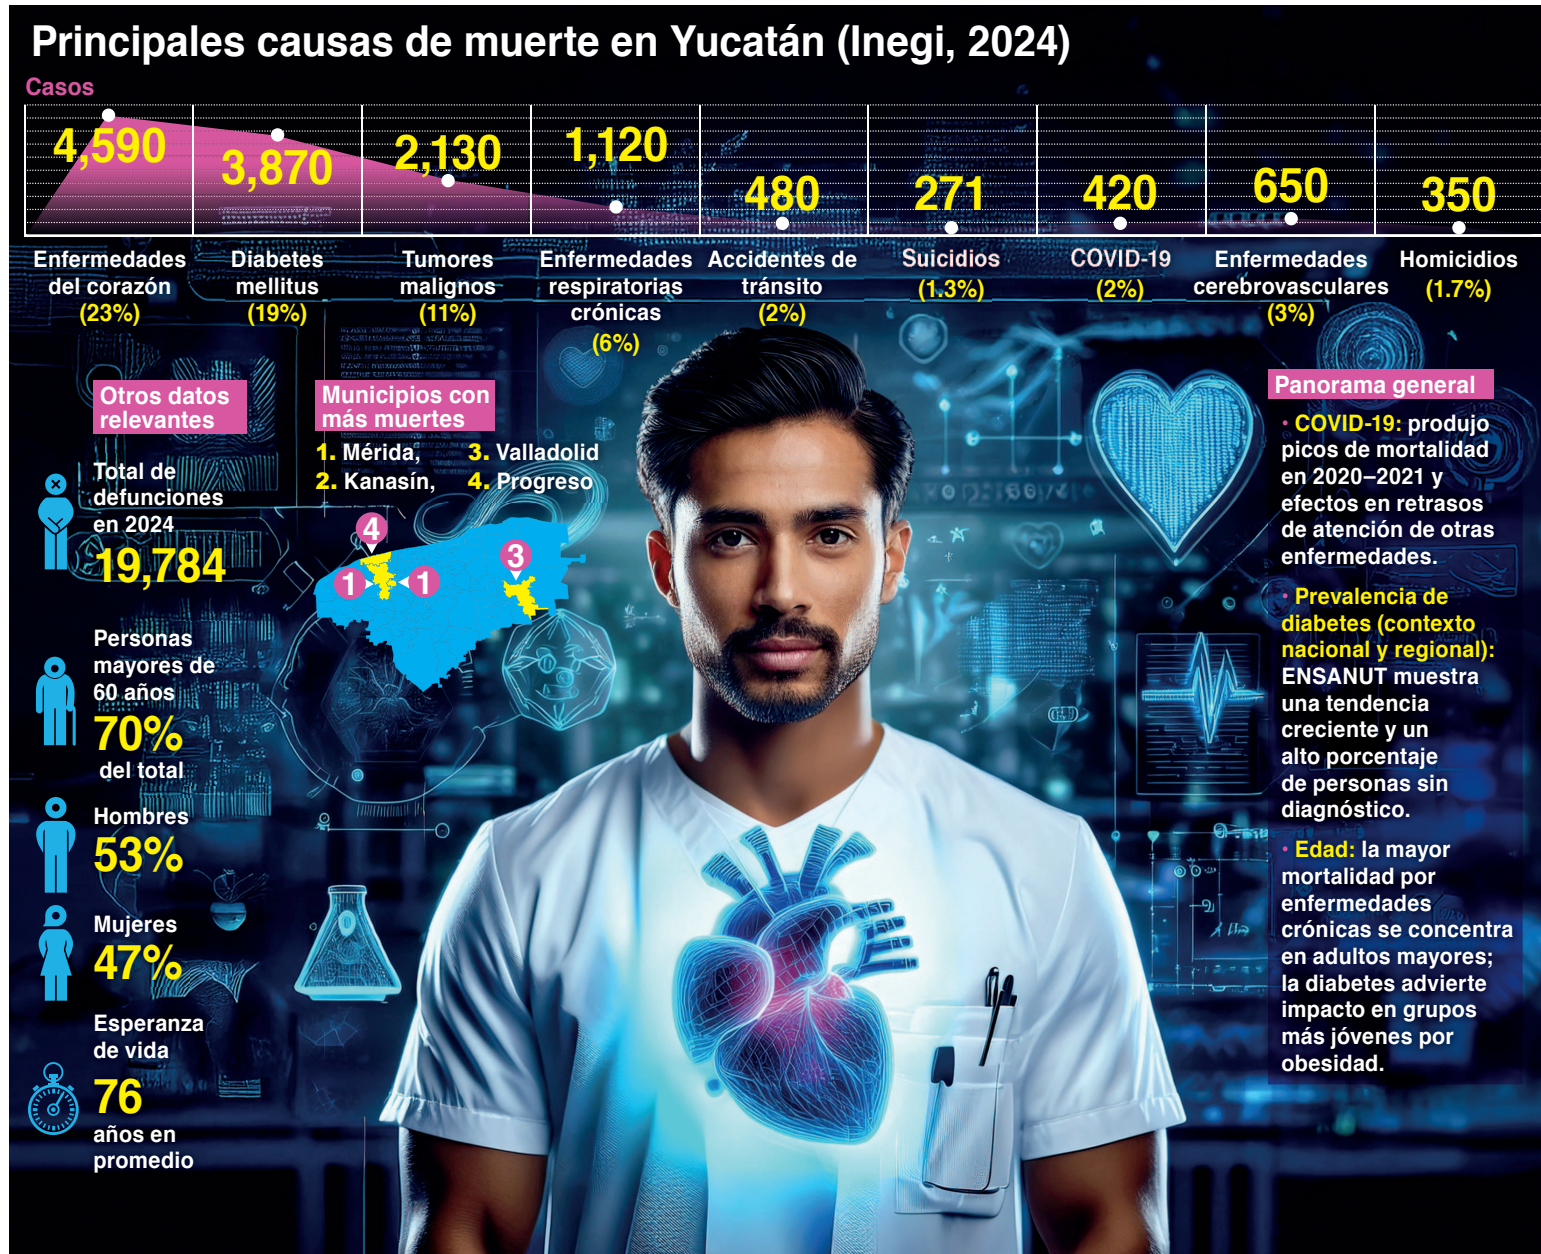 Principales causas de muerte en Yucatán (Inegi, 2024)
Casos
4,590
3,870
2,130
1,120
480
271
420
650
350
Enfermedades
del corazón
(23%)
Diabetes
mellitus
(19%)
Tumores
malignos
(11%)
Enfermedades
respiratorias
crónicas
(6%)
Accidentes de
tránsito
(2%)
Suicidios
(1.3%)
COVID-19
(2%)
Enfermedades
cerebrovasculares
(3%)
Homicidios
(1.7%)
Otros datos
relevantes
Total de
defunciones
en 2024
19,784
Personas
mayores de
60 años
70%
del total
Hombres
53%
Mujeres
47%
Esperanza
de vida
76
años en
promedio
Municipios con
más muertes
1. Mérida, 3. Valladolid
2. Kanasín, 4. Progreso
4
3
1 1
Panorama general
· COVID-19: produjo
picos de mortalidad
en 2020–2021 y
efectos en retrasos
de atención de otras
enfermedades.
· Prevalencia de
diabetes (contexto
nacional y regional):
ENSANUT muestra
una tendencia
creciente y un
alto porcentaje
de personas sin
diagnóstico.
· Edad: la mayor
mortalidad por
enfermedades
crónicas se concentra
en adultos mayores;
la diabetes advierte
impacto en grupos
más jóvenes por
obesidad.